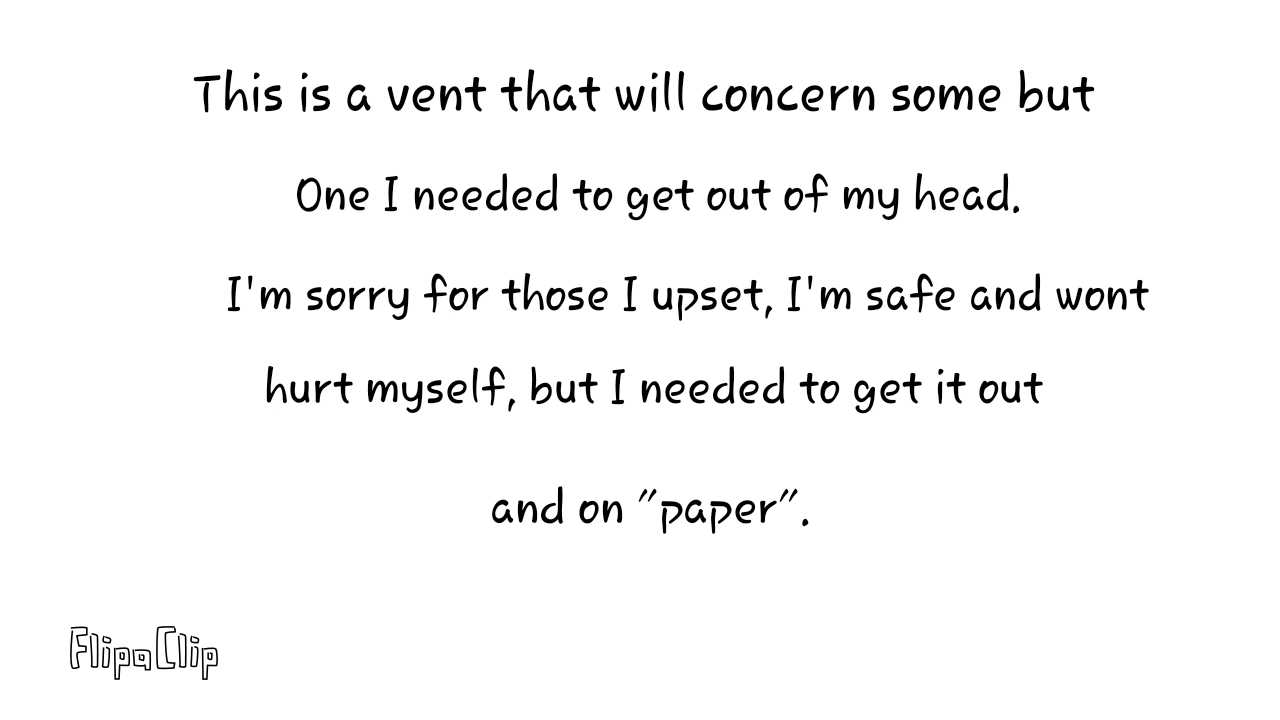 This is a vent that will concern some but
One I needed to get out of my head.
I'm sorry for those I upset, I'm safe and wont
hurt myself, but I needed to get it out
and on "paper".
FlipaClip